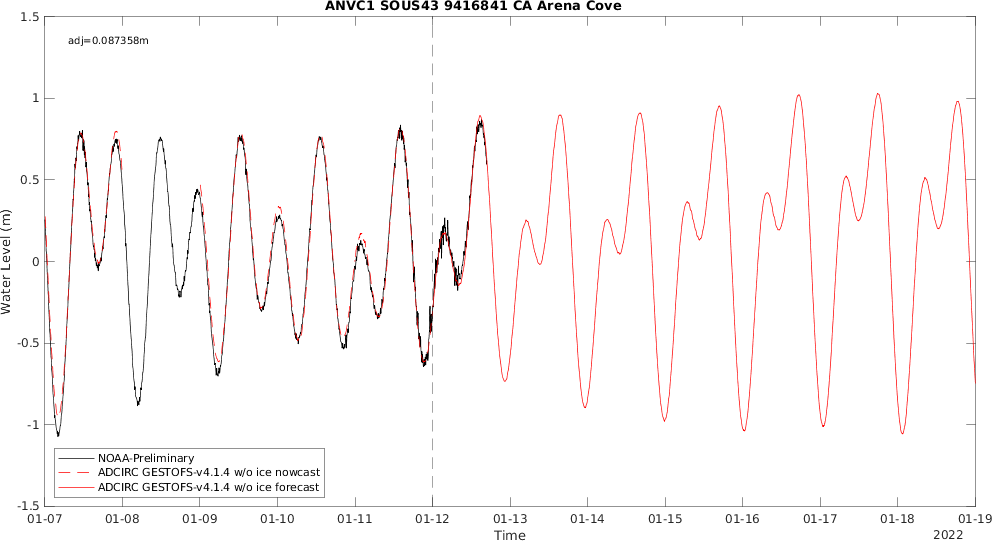 ANVC1 SOUS43 9416841 CA Arena Cove
1.5
adj=0.087358m
1
0.5
0
-0.5
-1
-1.5
Water Level (m)
NOAA-Preliminary
ADCIRC GESTOFS-v4.1.4 w/o ice nowcast
ADCIRC GESTOFS-v4.1.4 w/o ice forecast
01-07 01-08 01-09 01-10 01-11 01-12 01-13 01-14 01-15 01-16 01-17 01-18 01-19
Time
2022